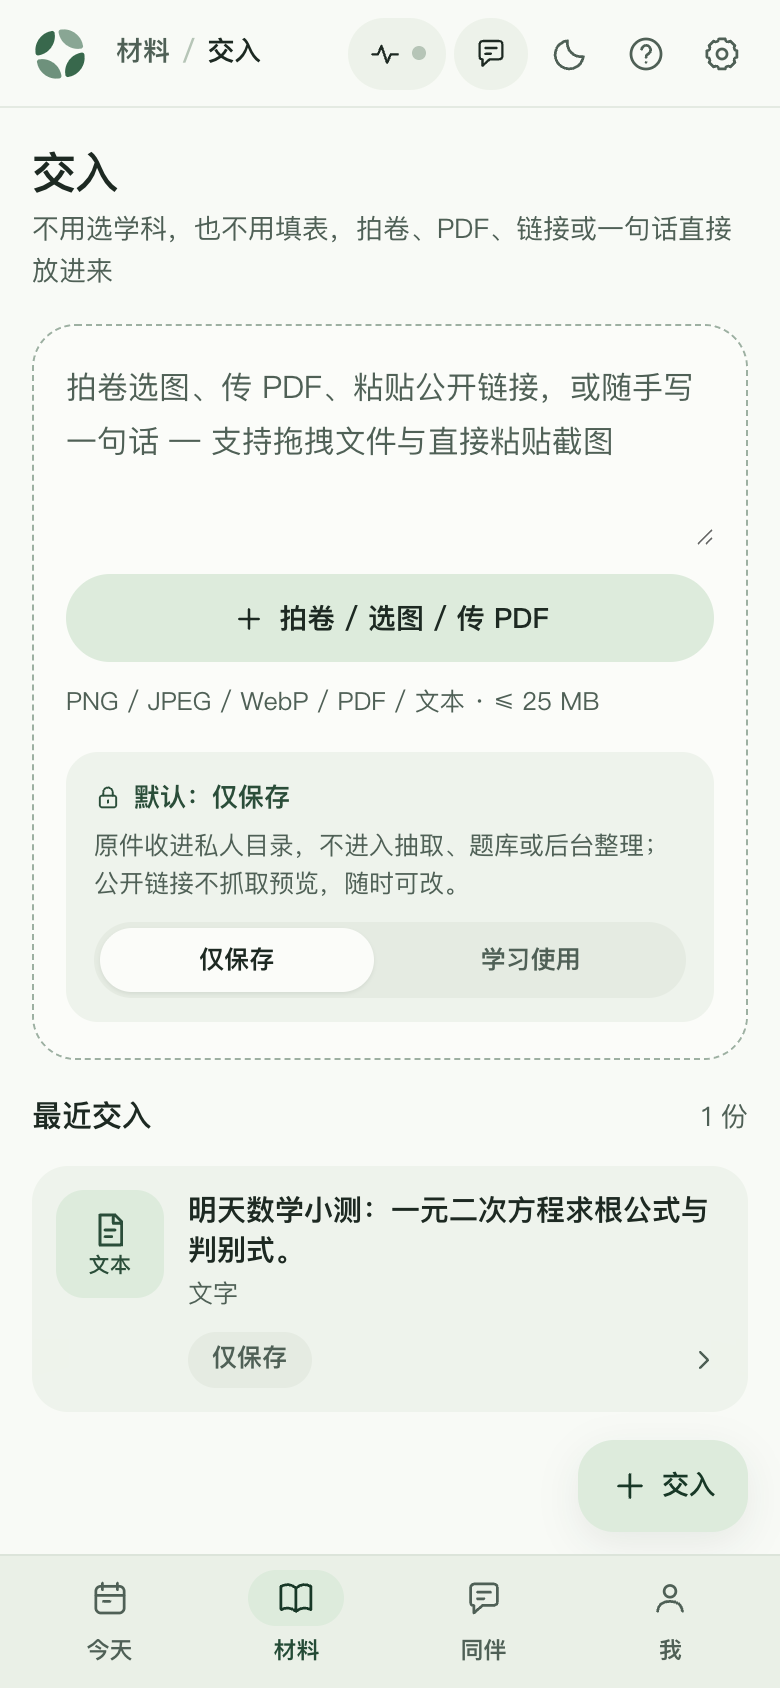 材料 / 交入
交入
不用选学科，也不用填表，拍卷、PDF、链接或一句话直接
放进来
拍卷选图、传 PDF、粘贴公开链接，或随手写
一句话 — 支持拖拽文件与直接粘贴截图
+ 拍卷 / 选图 / 传 PDF
PNG / JPEG / WebP / PDF / 文本 · ≤ 25 MB
默认：仅保存
原件收进私人目录，不进入抽取、题库或后台整理；
公开链接不抓取预览，随时可改。
仅保存 学习使用
最近交入 1 份
文本
明天数学小测：一元二次方程求根公式与
判别式。
文字
仅保存
+ 交入
今天 材料 同伴 我